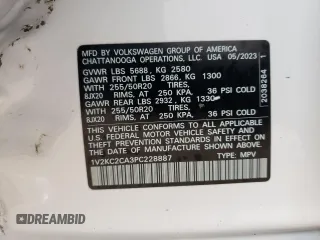 MFD. BY VOLKSWAGEN GROUP OF AMERICA
CHATTANOOGA OPERATIONS, LLC. USA 05/2023
GVWR LBS 5688, KG 2580
GAWR FRONT LBS 2866, KG 1300
WITH 255/50R20 TIRES,
8JX20 RIMS, AT 250 KPA, 36 PSI COLD
GAWR REAR LBS 2932, KG 1330
WITH 255/50R20 TIRES,
8JX20 RIMS, AT 250 KPA, 36 PSI COLD
THIS VEHICLE CONFORMS TO ALL APPLICABLE
FEDERAL MOTOR VEHICLE SAFETY, BUMPER, AND
THEFT PREVENTION STANDARDS IN EFFECT ON
THE DATE OF MANUFACTURE SHOWN ABOVE.
1V2KC2CA3PC228887 TYPE: MPV
2038264 1
DREAMBID